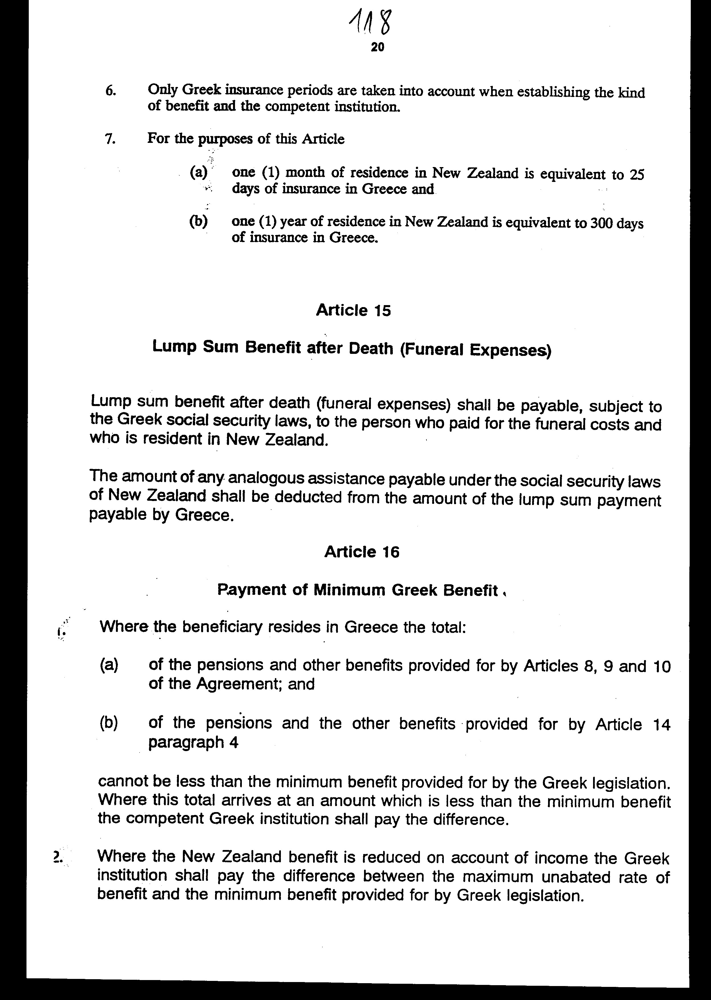 118
20
6. Only Greek insurance periods are taken into account when establishing the kind
of benefit and the competent institution.
7. For the purposes of this Article
(a) one (1) month of residence in New Zealand is equivalent to 25
days of insurance in Greece and
(b) one (1) year of residence in New Zealand is equivalent to 300 days
of insurance in Greece.
Article 15
Lump Sum Benefit after Death (Funeral Expenses)
Lump sum benefit after death (funeral expenses) shall be payable, subject to
the Greek social security laws, to the person who paid for the funeral costs and
who is resident in New Zealand.
The amount of any analogous assistance payable under the social security laws
of New Zealand shall be deducted from the amount of the lump sum payment
payable by Greece.
Article 16
Payment of Minimum Greek Benefit
1. Where the beneficiary resides in Greece the total:
(a) of the pensions and other benefits provided for by Articles 8, 9 and 10
of the Agreement; and
(b) of the pensions and the other benefits provided for by Article 14
paragraph 4
cannot be less than the minimum benefit provided for by the Greek legislation.
Where this total arrives at an amount which is less than the minimum benefit
the competent Greek institution shall pay the difference.
2. Where the New Zealand benefit is reduced on account of income the Greek
institution shall pay the difference between the maximum unabated rate of
benefit and the minimum benefit provided for by Greek legislation.